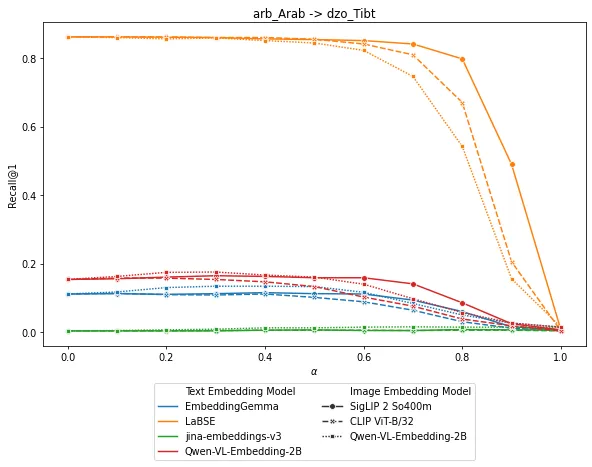 arb_Arab -> dzo_Tibt
Recall@1
0.8
0.6
0.4
0.2
0.0
0.0 0.2 0.4 0.6 0.8 1.0
α
Text Embedding Model Image Embedding Model
EmbeddingGemma SigLIP 2 So400m
LaBSE CLIP ViT-B/32
jina-embeddings-v3 Qwen-VL-Embedding-2B
Qwen-VL-Embedding-2B